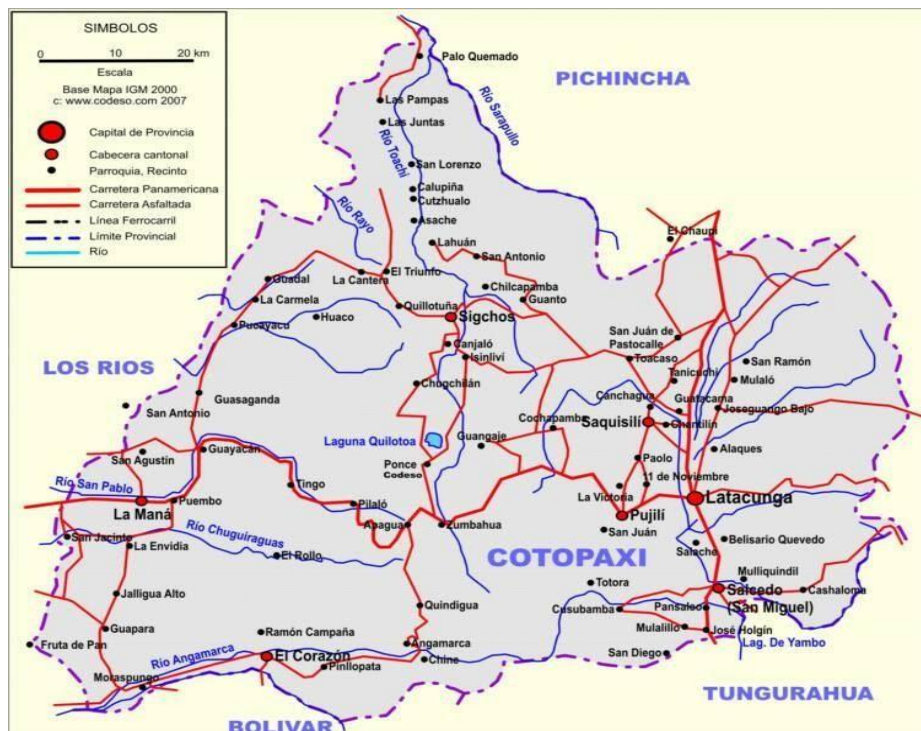 SIMBOLOS
0 10 20 km
Escala
Base Mapa IGM 2000
c: www.codeso.com 2007
Capital de Provincia
Cabecera cantonal
Parroquia, Recinto
Carretera Panamericana
Carretera Asfaltada
Línea Ferrocarril
Límite Provincial
Río
Palo Quemado
PICHINCHA
Río Sarapullo
Las Pampas
Las Juntas
Río Toachi
San Lorenzo
Calupiña
Cutzhualo
Río Rayo
Asache
El Chaupi
Lahuán
San Antonio
La Cantera
El Triunfo
Guadal
Chilcapamba
Guanto
La Carmela
Quillotuña
Sigchos
Pucayacu
Huaco
San Juán de
Pastocalle
Canjaló
Isinliví
Toacaso
San Ramón
LOS RIOS
Tanicuchi
Mulaló
Chugchilán
Guasaganda
Canchagua
Guaiacama
San Antonio
Joseguango Bajo
Saquisilí
Chantilín
Cochapamba
Laguna Quilotoa
Guangaje
Guayacán
Alaques
San Agustín
Paolo
Ponce
Codeso
Río San Pablo
Tingo
11 de Noviembre
La Victoria
Latacunga
La Maná
Puembo
Pilaló
Pujilí
Apagua
Zumbahua
San Juán
Río Chuguiraguas
San Jacinto
La Envidia
Belisario Quevedo
Salache
El Rollo
COTOPAXI
Mulliquindil
Totora
Salcedo
(San Miguel)
Cashaloma
Jalligua Alto
Quindigua
Cusubamba
Pansaleo
Guapara
Ramón Campaña
Mulalillo
José Holgín
Fruta de Pan
Angamarca
Lag. De Yambo
Río Angamarca
El Corazón
Chine
San Diego
Pinllopata
Moraspungo
TUNGURAHUA
BOLIVAR